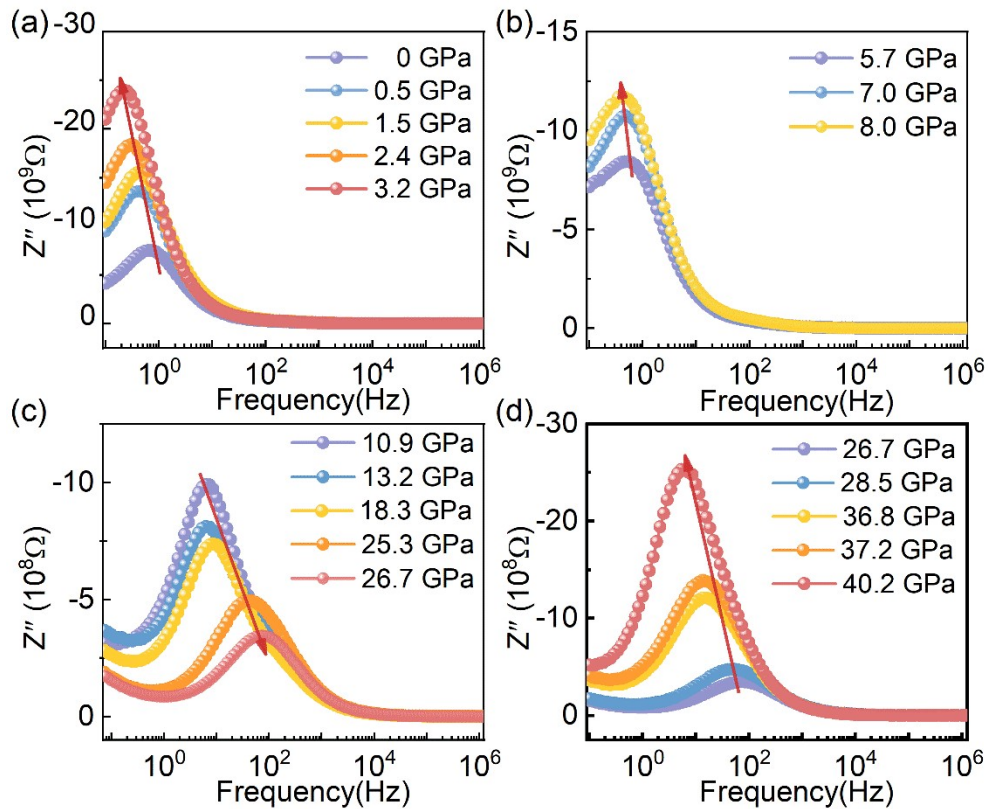 (a)
-30
-20
-10
0
Z″ (10⁹Ω)
0 GPa
0.5 GPa
1.5 GPa
2.4 GPa
3.2 GPa
10⁰ 10² 10⁴ 10⁶
Frequency(Hz)
(b)
-15
-10
-5
0
Z″ (10⁹Ω)
5.7 GPa
7.0 GPa
8.0 GPa
10⁰ 10² 10⁴ 10⁶
Frequency(Hz)
(c)
-10
-5
0
Z″ (10⁸Ω)
10.9 GPa
13.2 GPa
18.3 GPa
25.3 GPa
26.7 GPa
10⁰ 10² 10⁴ 10⁶
Frequency(Hz)
(d)
-30
-20
-10
0
Z″ (10⁸Ω)
26.7 GPa
28.5 GPa
36.8 GPa
37.2 GPa
40.2 GPa
10⁰ 10² 10⁴ 10⁶
Frequency(Hz)